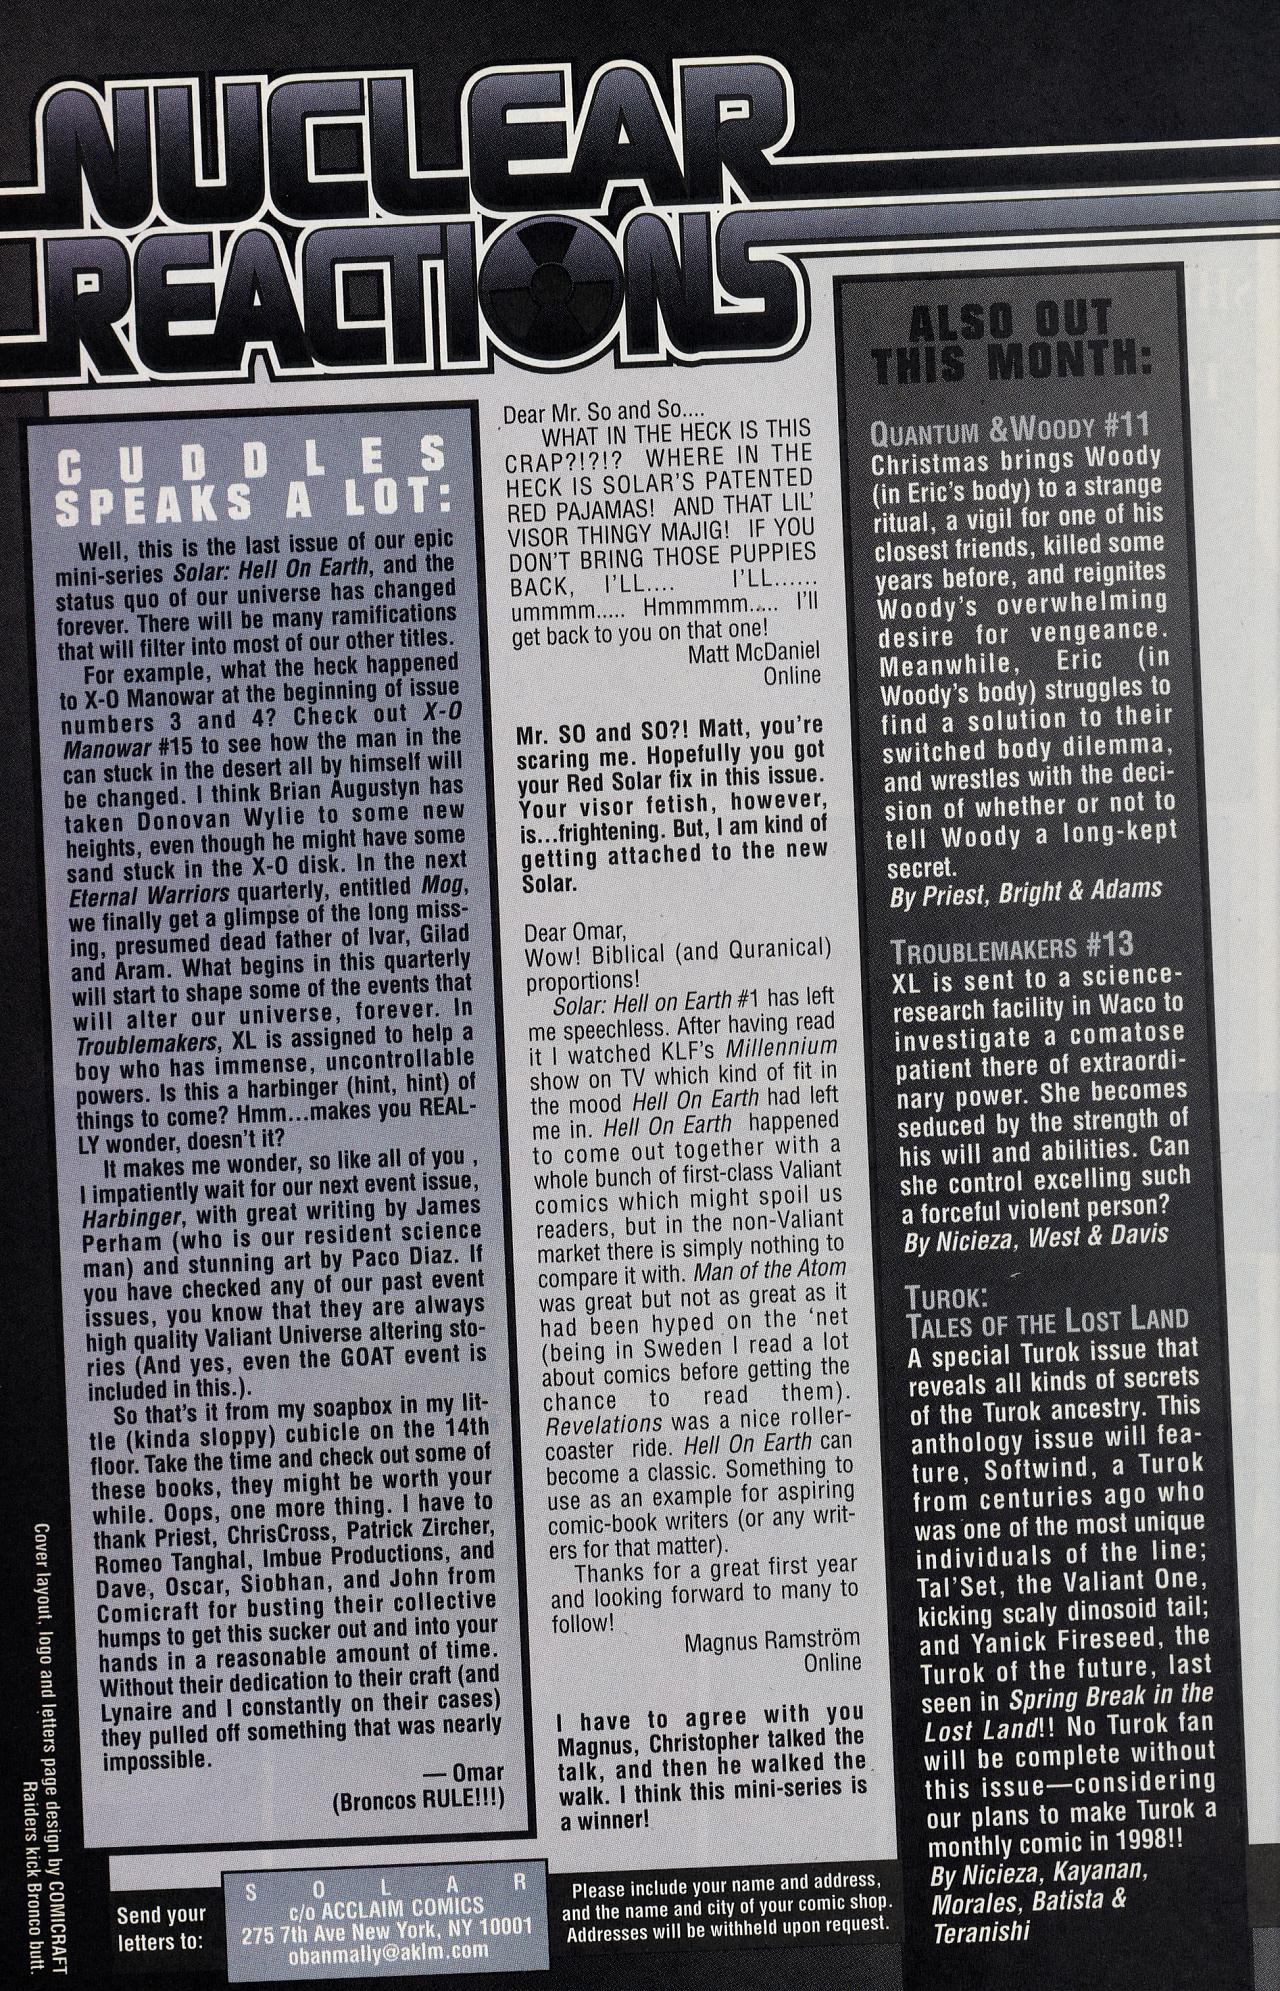 NUCLEAR
REACTIONS
CUDDLES
SPEAKS A LOT:
Well, this is the last issue of our epic
mini-series Solar: Hell On Earth, and the
status quo of our universe has changed
forever. There will be many ramifications
that will filter into most of our other titles.
For example, what the heck happened
to X-O Manowar at the beginning of issue
numbers 3 and 4? Check out X-O
Manowar #15 to see how the man in the
can stuck in the desert all by himself will
be changed. I think Brian Augustyn has
taken Donovan Wylie to some new
heights, even though he might have some
sand stuck in the X-O disk. In the next
Eternal Warriors quarterly, entitled Mog,
we finally get a glimpse of the long miss-
ing, presumed dead father of Ivar, Gilad
and Aram. What begins in this quarterly
will start to shape some of the events that
will alter our universe, forever. In
Troublemakers, XL is assigned to help a
boy who has immense, uncontrollable
powers. Is this a harbinger (hint, hint) of
things to come? Hmm...makes you REAL-
LY wonder, doesn't it?
It makes me wonder, so like all of you ,
I impatiently wait for our next event issue,
Harbinger, with great writing by James
Perham (who is our resident science
man) and stunning art by Paco Diaz. If
you have checked any of our past event
issues, you know that they are always
high quality Valiant Universe altering sto-
ries (And yes, even the GOAT event is
included in this.).
So that's it from my soapbox in my lit-
tle (kinda sloppy) cubicle on the 14th
floor. Take the time and check out some of
these books, they might be worth your
while. Oops, one more thing. I have to
thank Priest, ChrisCross, Patrick Zircher,
Romeo Tanghal, Imbue Productions, and
Dave, Oscar, Siobhan, and John from
Comicraft for busting their collective
humps to get this sucker out and into your
hands in a reasonable amount of time.
Without their dedication to their craft (and
Lynaire and I constantly on their cases)
they pulled off something that was nearly
impossible.
— Omar
(Broncos RULE!!!)
Dear Mr. So and So....
WHAT IN THE HECK IS THIS
CRAP?!?!? WHERE IN THE
HECK IS SOLAR'S PATENTED
RED PAJAMAS! AND THAT LIL'
VISOR THINGY MAJIG! IF YOU
DON'T BRING THOSE PUPPIES
BACK, I'LL.... I'LL......
ummmm..... Hmmmmm..... I'll
get back to you on that one!
Matt McDaniel
Online
Mr. SO and SO?! Matt, you're
scaring me. Hopefully you got
your Red Solar fix in this issue.
Your visor fetish, however,
is...frightening. But, I am kind of
getting attached to the new
Solar.
Dear Omar,
Wow! Biblical (and Quranical)
proportions!
Solar: Hell on Earth #1 has left
me speechless. After having read
it I watched KLF's Millennium
show on TV which kind of fit in
the mood Hell On Earth had left
me in. Hell On Earth happened
to come out together with a
whole bunch of first-class Valiant
comics which might spoil us
readers, but in the non-Valiant
market there is simply nothing to
compare it with. Man of the Atom
was great but not as great as it
had been hyped on the 'net
(being in Sweden I read a lot
about comics before getting the
chance to read them).
Revelations was a nice roller-
coaster ride. Hell On Earth can
become a classic. Something to
use as an example for aspiring
comic-book writers (or any writ-
ers for that matter).
Thanks for a great first year
and looking forward to many to
follow!
Magnus Ramström
Online
I have to agree with you
Magnus, Christopher talked the
talk, and then he walked the
walk. I think this mini-series is
a winner!
ALSO OUT
THIS MONTH:
QUANTUM & WOODY #11
Christmas brings Woody
(in Eric's body) to a strange
ritual, a vigil for one of his
closest friends, killed some
years before, and reignites
Woody's overwhelming
desire for vengeance.
Meanwhile, Eric (in
Woody's body) struggles to
find a solution to their
switched body dilemma,
and wrestles with the deci-
sion of whether or not to
tell Woody a long-kept
secret.
By Priest, Bright & Adams
TROUBLEMAKERS #13
XL is sent to a science-
research facility in Waco to
investigate a comatose
patient there of extraordi-
nary power. She becomes
seduced by the strength of
his will and abilities. Can
she control excelling such
a forceful violent person?
By Nicieza, West & Davis
TUROK:
TALES OF THE LOST LAND
A special Turok issue that
reveals all kinds of secrets
of the Turok ancestry. This
anthology issue will fea-
ture, Softwind, a Turok
from centuries ago who
was one of the most unique
individuals of the line;
Tal'Set, the Valiant One,
kicking scaly dinosoid tail;
and Yanick Fireseed, the
Turok of the future, last
seen in Spring Break in the
Lost Land!! No Turok fan
will be complete without
this issue—considering
our plans to make Turok a
monthly comic in 1998!!
By Nicieza, Kayanan,
Morales, Batista &
Teranishi
Cover layout, logo and letters page design by COMICRAFT
Raiders kick Bronco butt.
Send your
letters to:
SOLAR
c/o ACCLAIM COMICS
275 7th Ave New York, NY 10001
obanmally@aklm.com
Please include your name and address,
and the name and city of your comic shop.
Addresses will be withheld upon request.